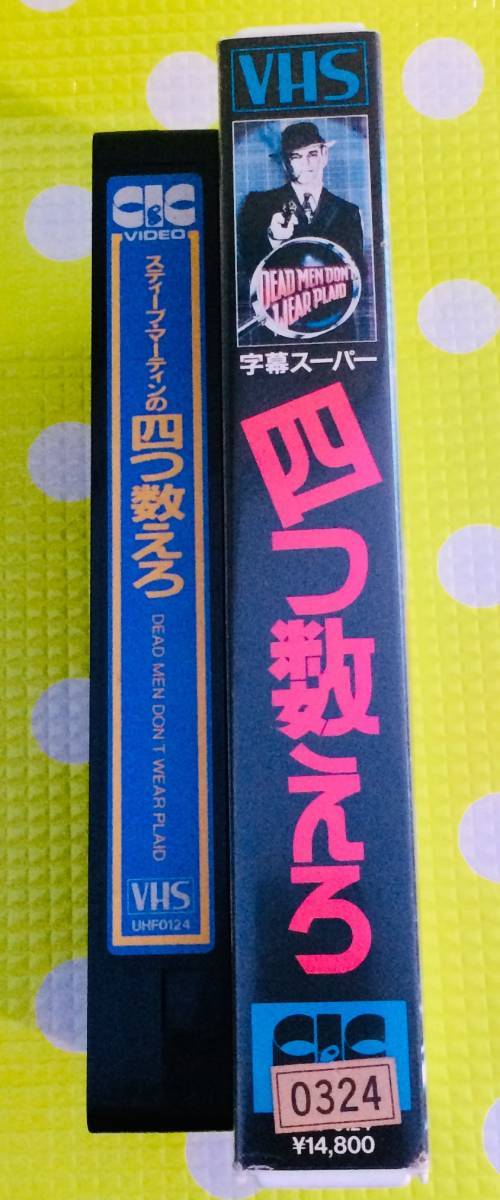 CIC
VIDEO
スティーブ・マーティンの
四つ数えろ
DEAD MEN DON'T WEAR PLAID
VHS
UHF0124
VHS
DEAD MEN DON'T
WEAR PLAID
字幕スーパー
四つ数えろ
CIC
0324
¥14,800